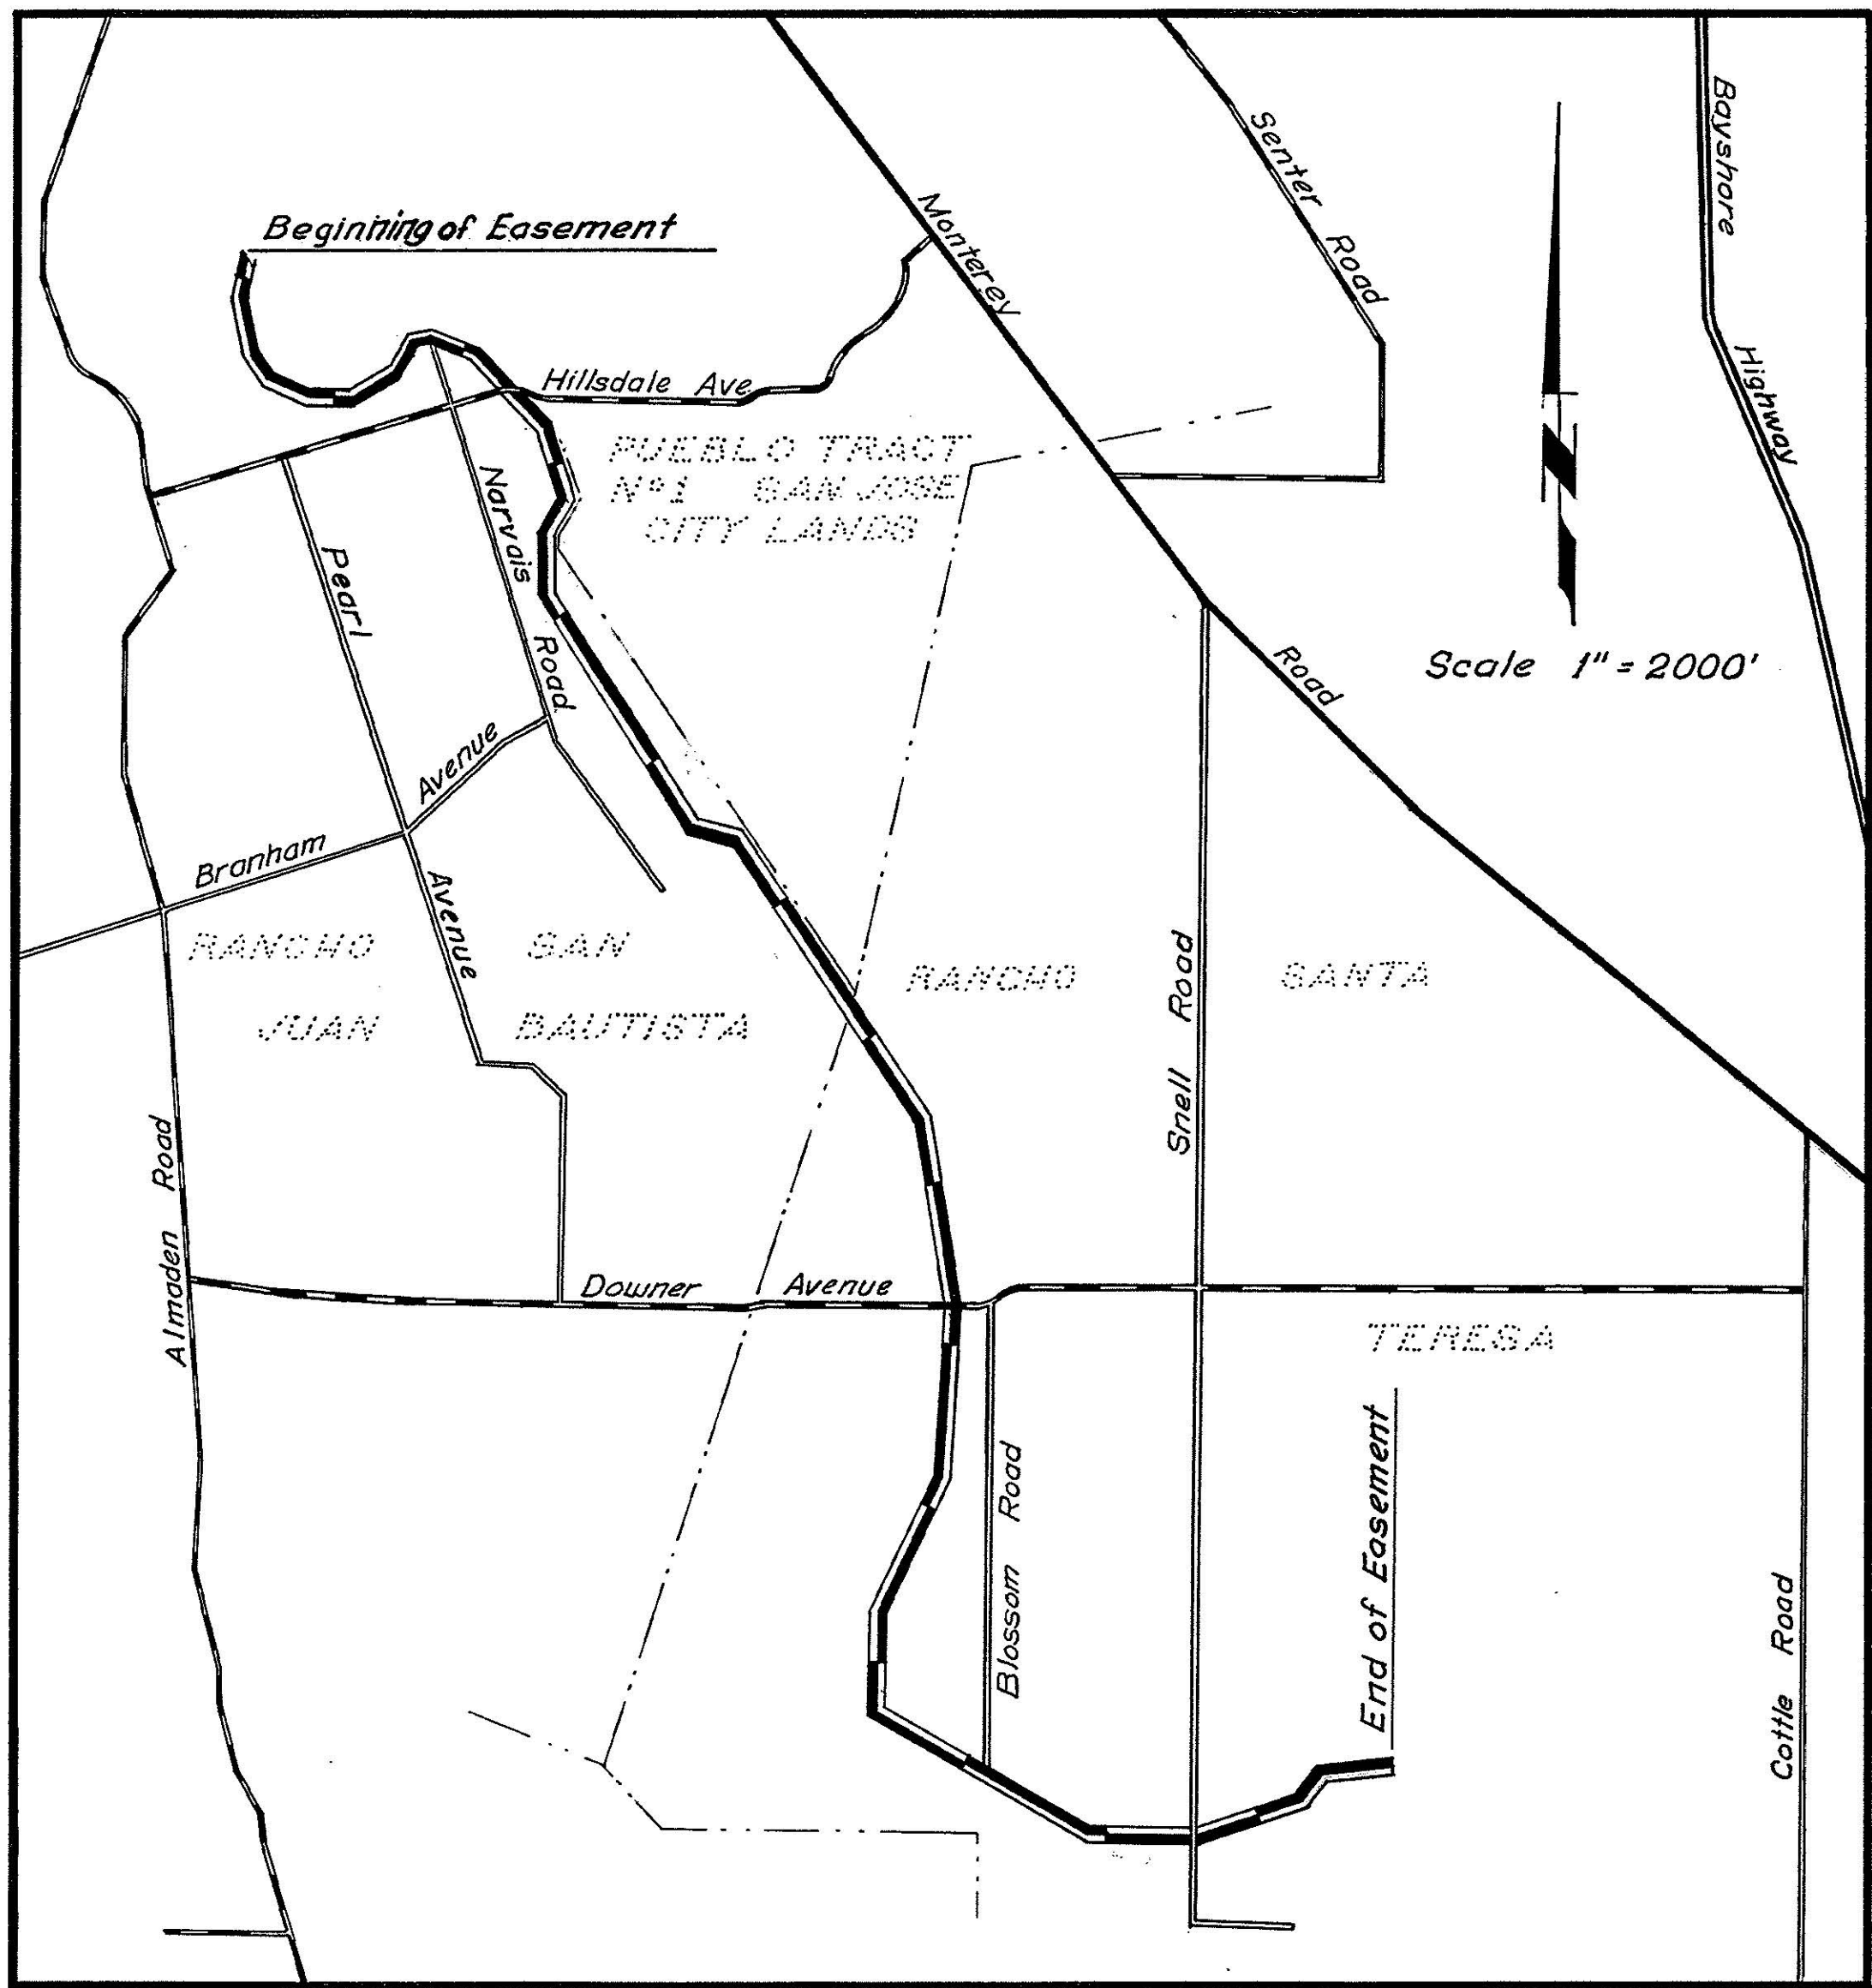 Beginning of Easement
Monterey
Road
Senter
Road
Bayshore
Highway
N
Scale 1" = 2000'
Hillsdale Ave
PUEBLO TRACT
Nº1 SAN JOSE
CITY LANDS
Narvais
Road
Pearl
Avenue
Branham
Avenue
RANCHO SAN
JUAN BAUTISTA
RANCHO SANTA
TERESA
Snell Road
Almaden Road
Downer Avenue
Blossom Road
End of Easement
Cottle Road